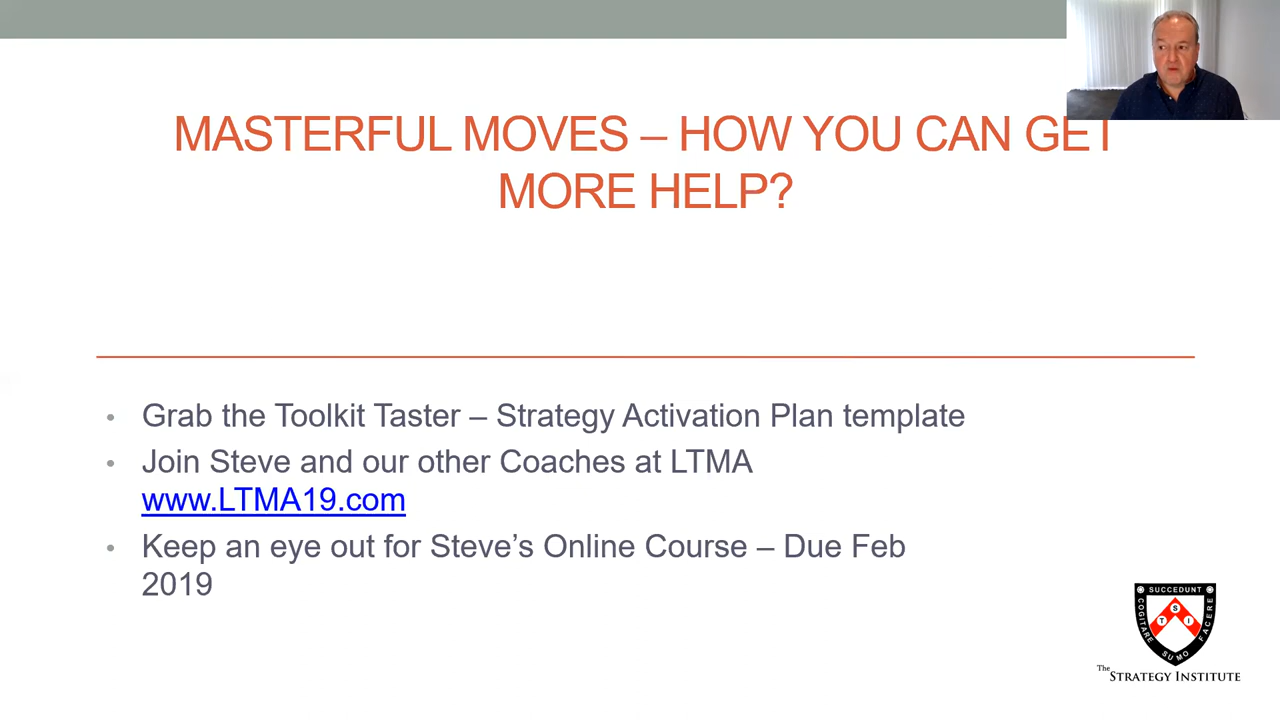 MASTERFUL MOVES – HOW YOU CAN GET
MORE HELP?
• Grab the Toolkit Taster – Strategy Activation Plan template
• Join Steve and our other Coaches at LTMA
www.LTMA19.com
• Keep an eye out for Steve’s Online Course – Due Feb
2019
SUCCEDUNT
COGITARE
FACERE
S
T I
SUMO
The
STRATEGY INSTITUTE